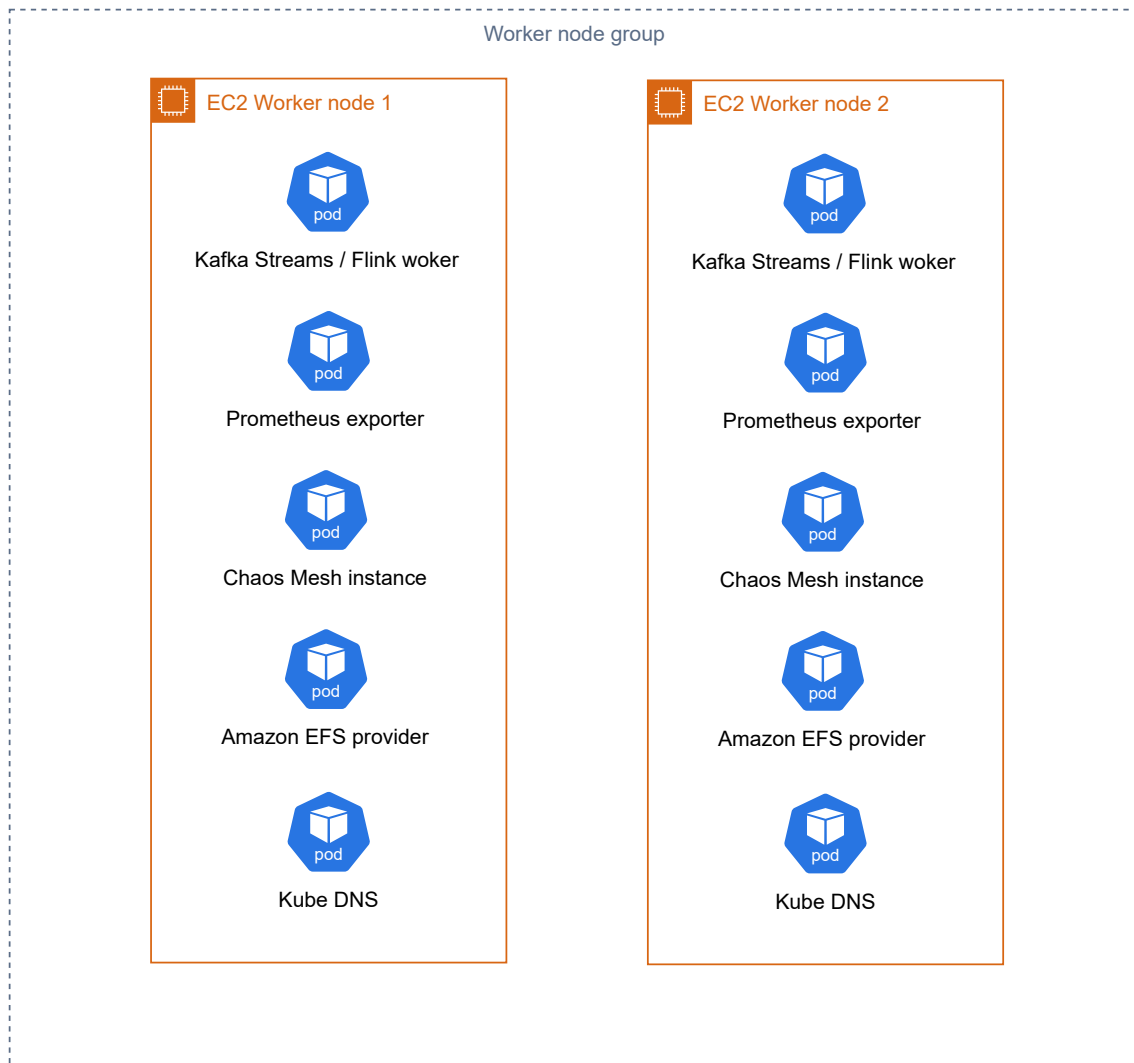 Worker node group
EC2 Worker node 1
pod
Kafka Streams / Flink woker
pod
Prometheus exporter
pod
Chaos Mesh instance
pod
Amazon EFS provider
pod
Kube DNS
EC2 Worker node 2
pod
Kafka Streams / Flink woker
pod
Prometheus exporter
pod
Chaos Mesh instance
pod
Amazon EFS provider
pod
Kube DNS